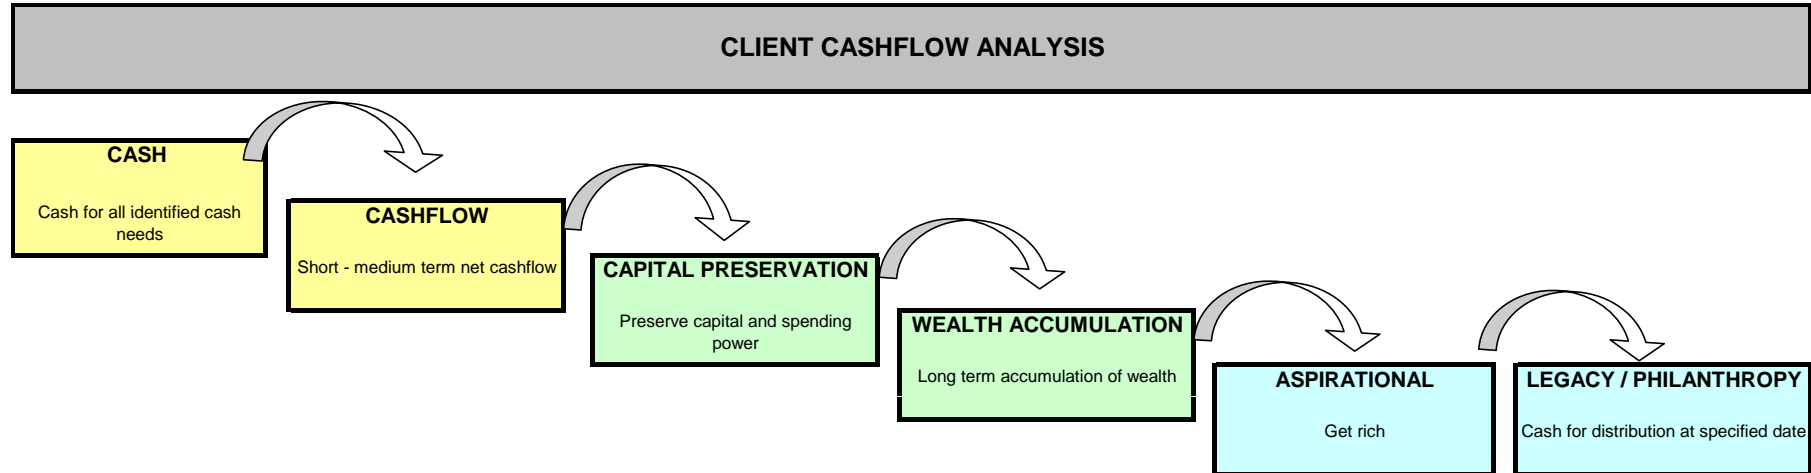 CLIENT CASHFLOW ANALYSIS
CASH
Cash for all identified cash
needs
CASHFLOW
Short - medium term net cashflow
CAPITAL PRESERVATION
Preserve capital and spending
power
WEALTH ACCUMULATION
Long term accumulation of wealth
ASPIRATIONAL
Get rich
LEGACY / PHILANTHROPY
Cash for distribution at specified date